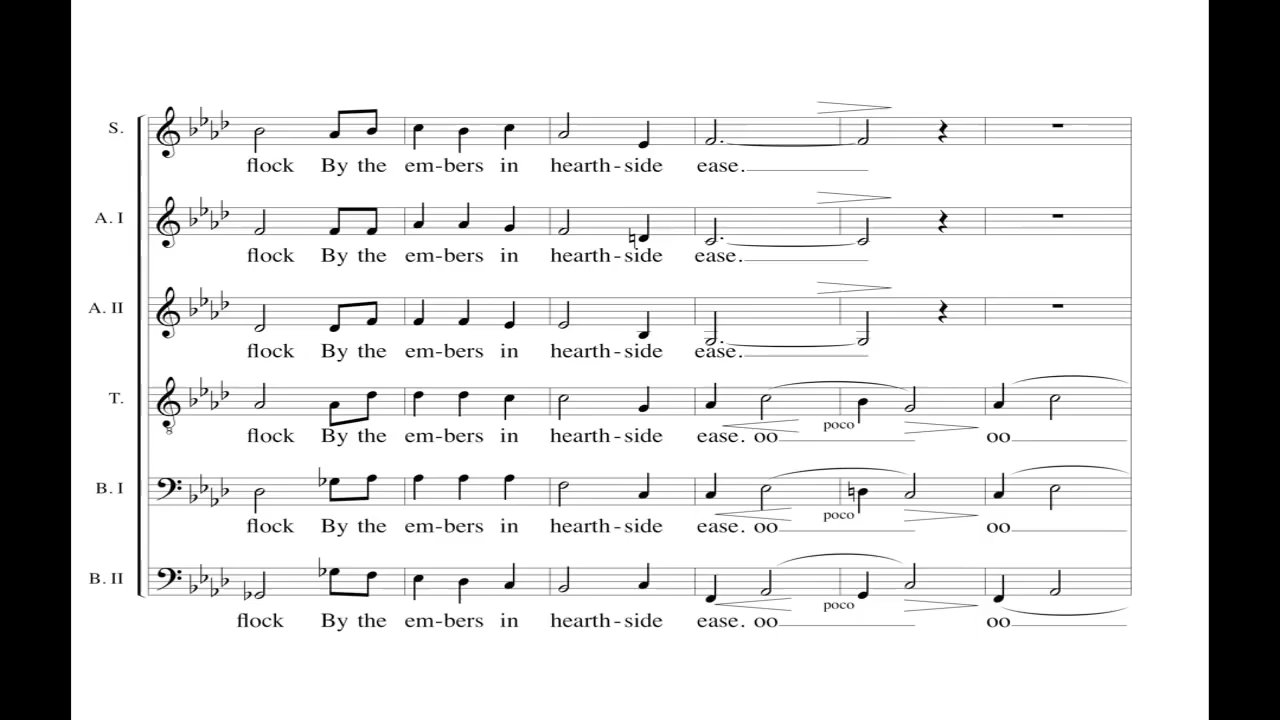 S.
flock By the em-bers in hearth-side ease.
A. I
flock By the em-bers in hearth-side ease.
A. II
flock By the em-bers in hearth-side ease.
T.
poco
flock By the em-bers in hearth-side ease. oo oo
B. I
poco
flock By the em-bers in hearth-side ease. oo oo
B. II
poco
flock By the em-bers in hearth-side ease. oo oo